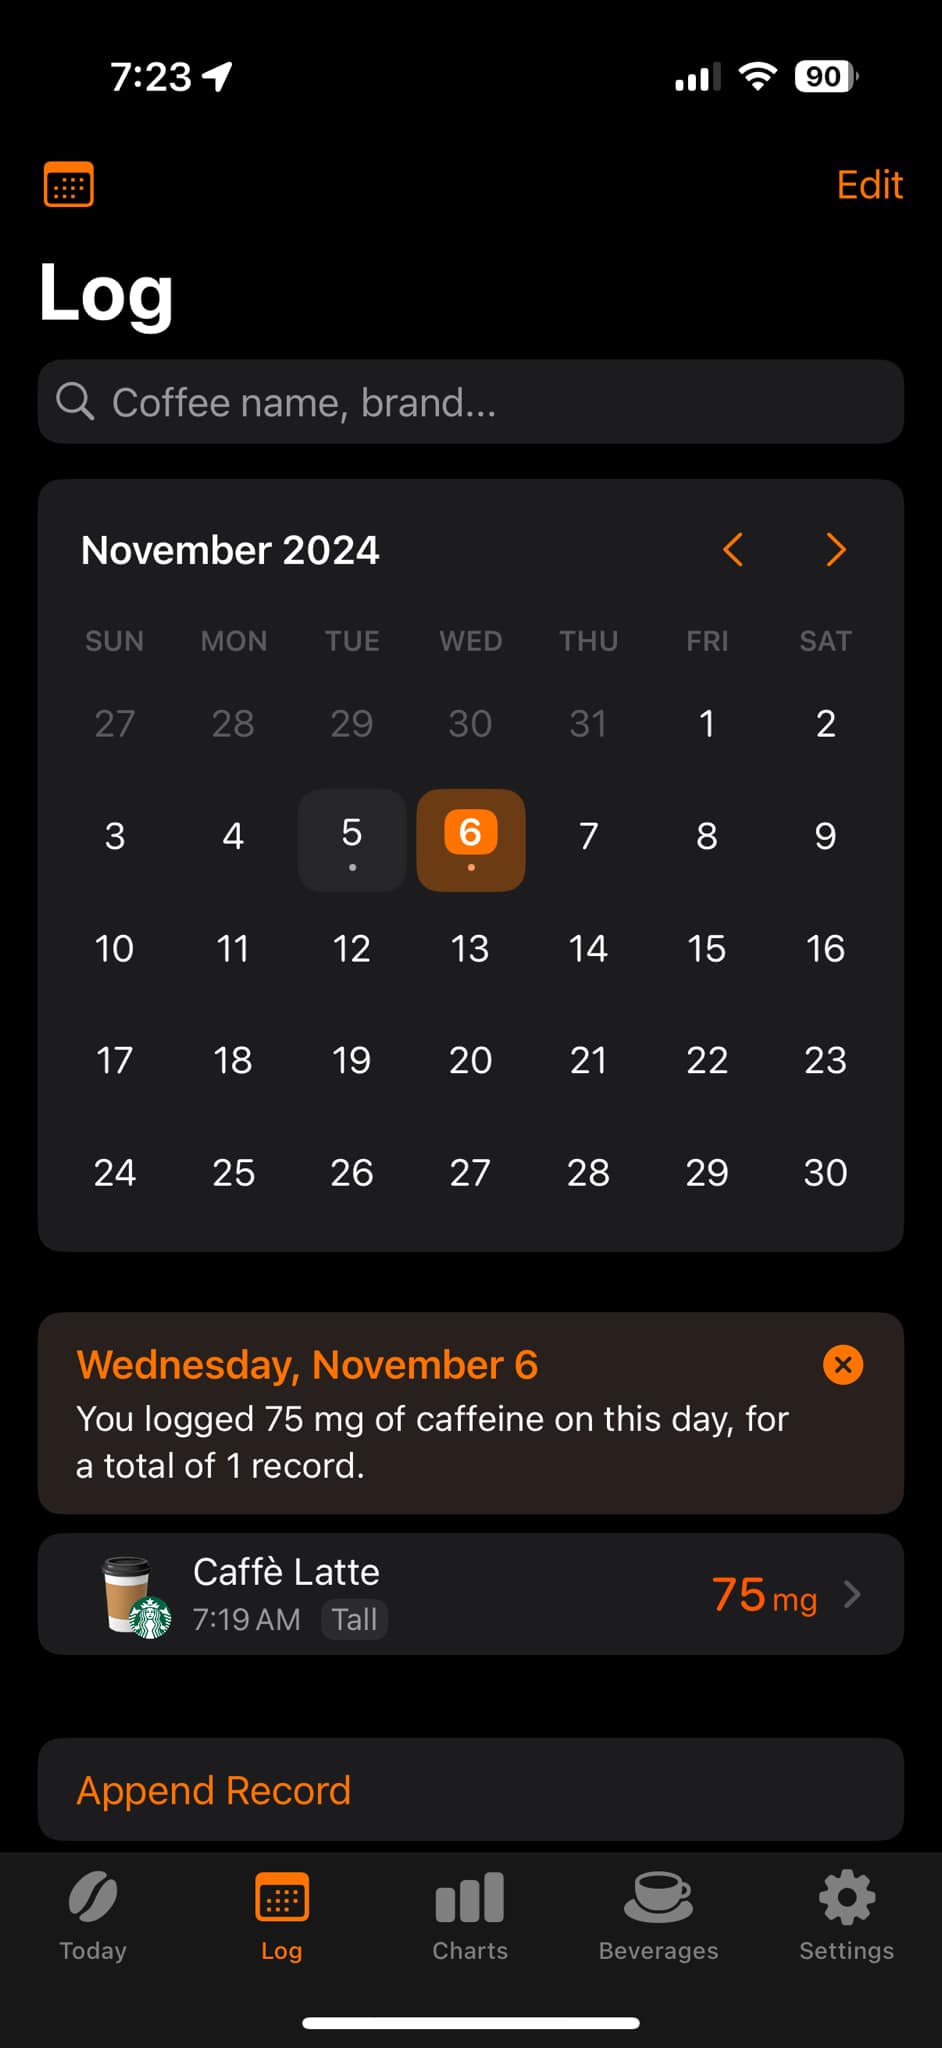 7:23
90
Edit
Log
Coffee name, brand...
November 2024
SUN MON TUE WED THU FRI SAT
27 28 29 30 31 1 2
3 4 5 6 7 8 9
10 11 12 13 14 15 16
17 18 19 20 21 22 23
24 25 26 27 28 29 30
Wednesday, November 6
You logged 75 mg of caffeine on this day, for
a total of 1 record.
Caffè Latte
7:19 AM Tall
75 mg
Append Record
Today Log Charts Beverages Settings